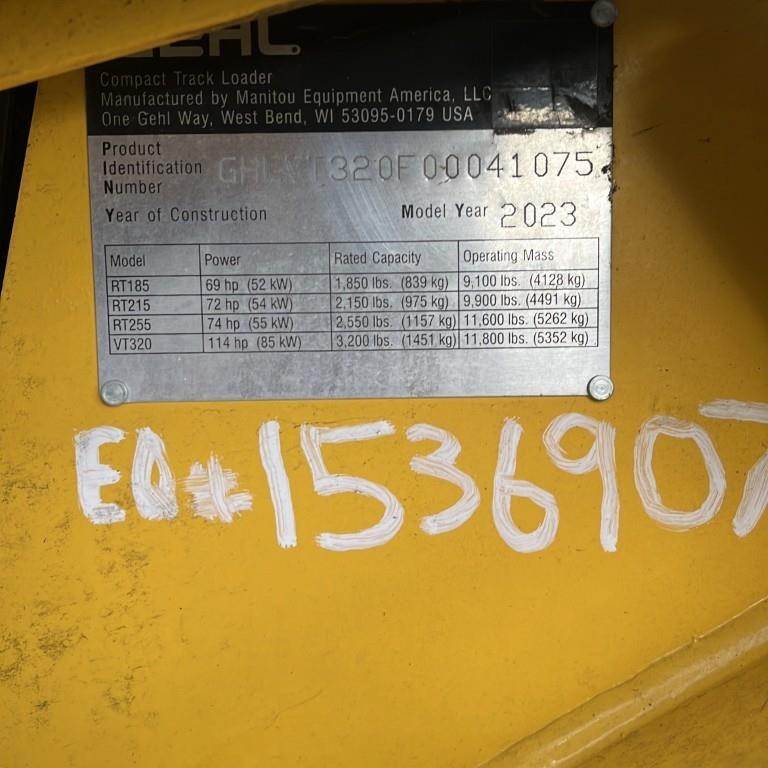 GEHL
Compact Track Loader
Manufactured by Manitou Equipment America, LLC
One Gehl Way, West Bend, WI 53095-0179 USA
Product
Identification
Number
GHLVT320F00041075
Year of Construction
Model Year 2023
Model Power Rated Capacity Operating Mass
RT185 69 hp (52 kW) 1,850 lbs. (839 kg) 9,100 lbs. (4128 kg)
RT215 72 hp (54 kW) 2,150 lbs. (975 kg) 9,900 lbs. (4491 kg)
RT255 74 hp (55 kW) 2,550 lbs. (1157 kg) 11,600 lbs. (5262 kg)
VT320 114 hp (85 kW) 3,200 lbs. (1451 kg) 11,800 lbs. (5352 kg)
EQ# 1536907